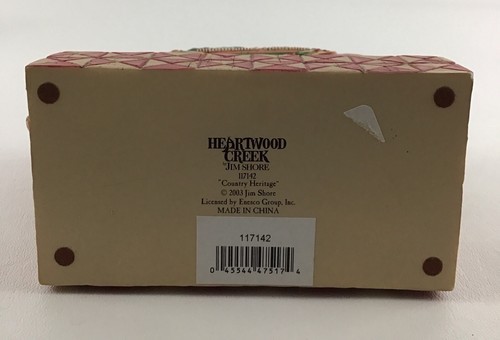 HEARTWOOD
CREEK
by JIM SHORE
117142
"Country Heritage"
© 2003 Jim Shore
Licensed by Enesco Group, Inc.
MADE IN CHINA
117142
0 45544 47517 4